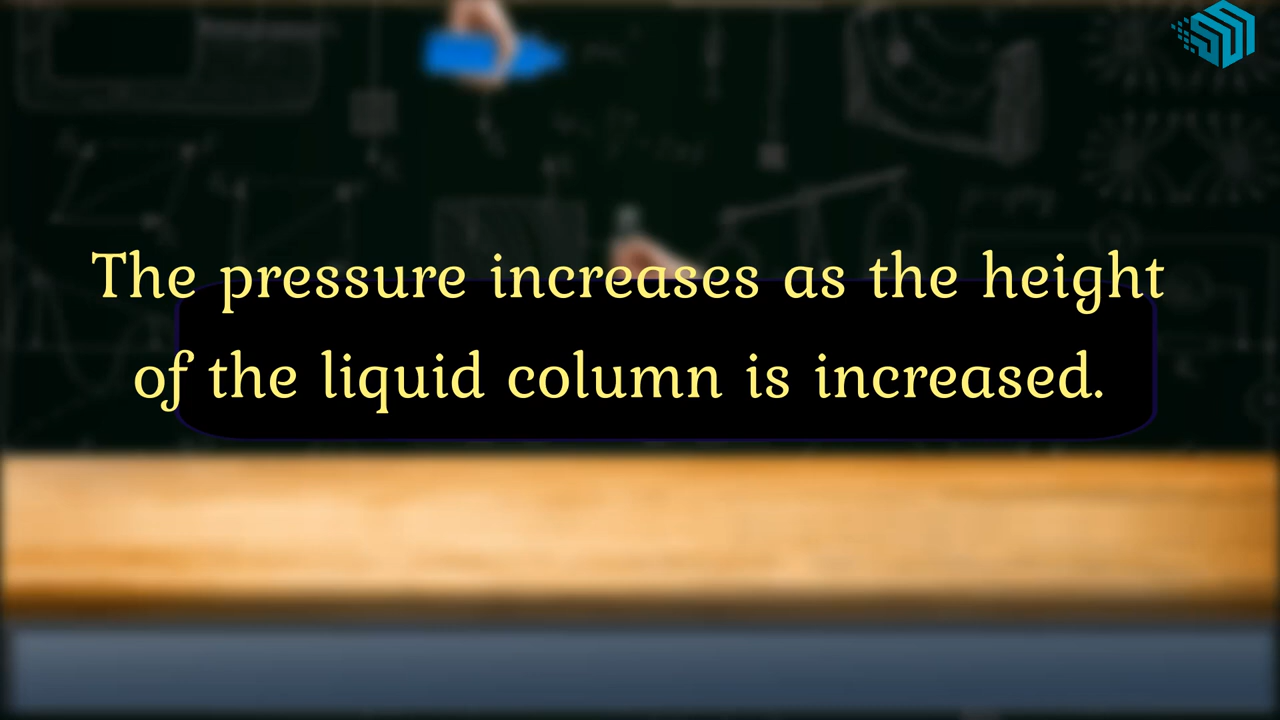 The pressure increases as the height
of the liquid column is increased.